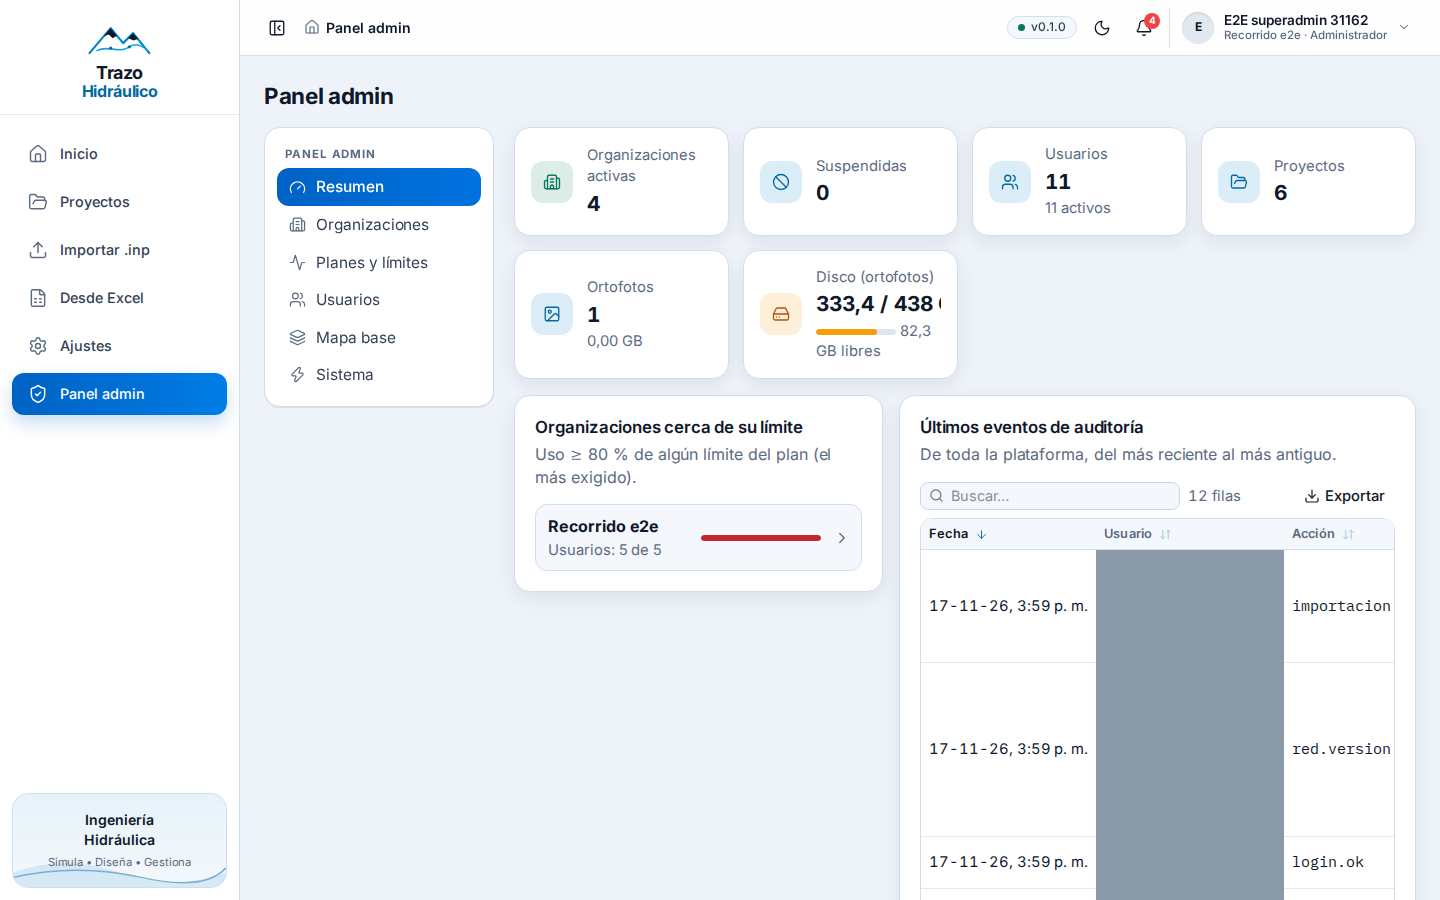 Trazo
Hidráulico
Inicio
Proyectos
Importar .inp
Desde Excel
Ajustes
Panel admin
Ingeniería
Hidráulica
Simula • Diseña • Gestiona
Panel admin
v0.1.0
4
E
E2E superadmin 31162
Recorrido e2e · Administrador
Panel admin
PANEL ADMIN
Resumen
Organizaciones
Planes y límites
Usuarios
Mapa base
Sistema
Organizaciones
activas
4
Suspendidas
0
Usuarios
11
11 activos
Proyectos
6
Ortofotos
1
0,00 GB
Disco (ortofotos)
333,4 / 438
82,3
GB libres
Organizaciones cerca de su límite
Uso ≥ 80 % de algún límite del plan (el
más exigido).
Recorrido e2e
Usuarios: 5 de 5
Últimos eventos de auditoría
De toda la plataforma, del más reciente al más antiguo.
Buscar...
12 filas
Exportar
Fecha
Usuario
Acción
17-11-26, 3:59 p. m.
importacion
17-11-26, 3:59 p. m.
red.version
17-11-26, 3:59 p. m.
login.ok